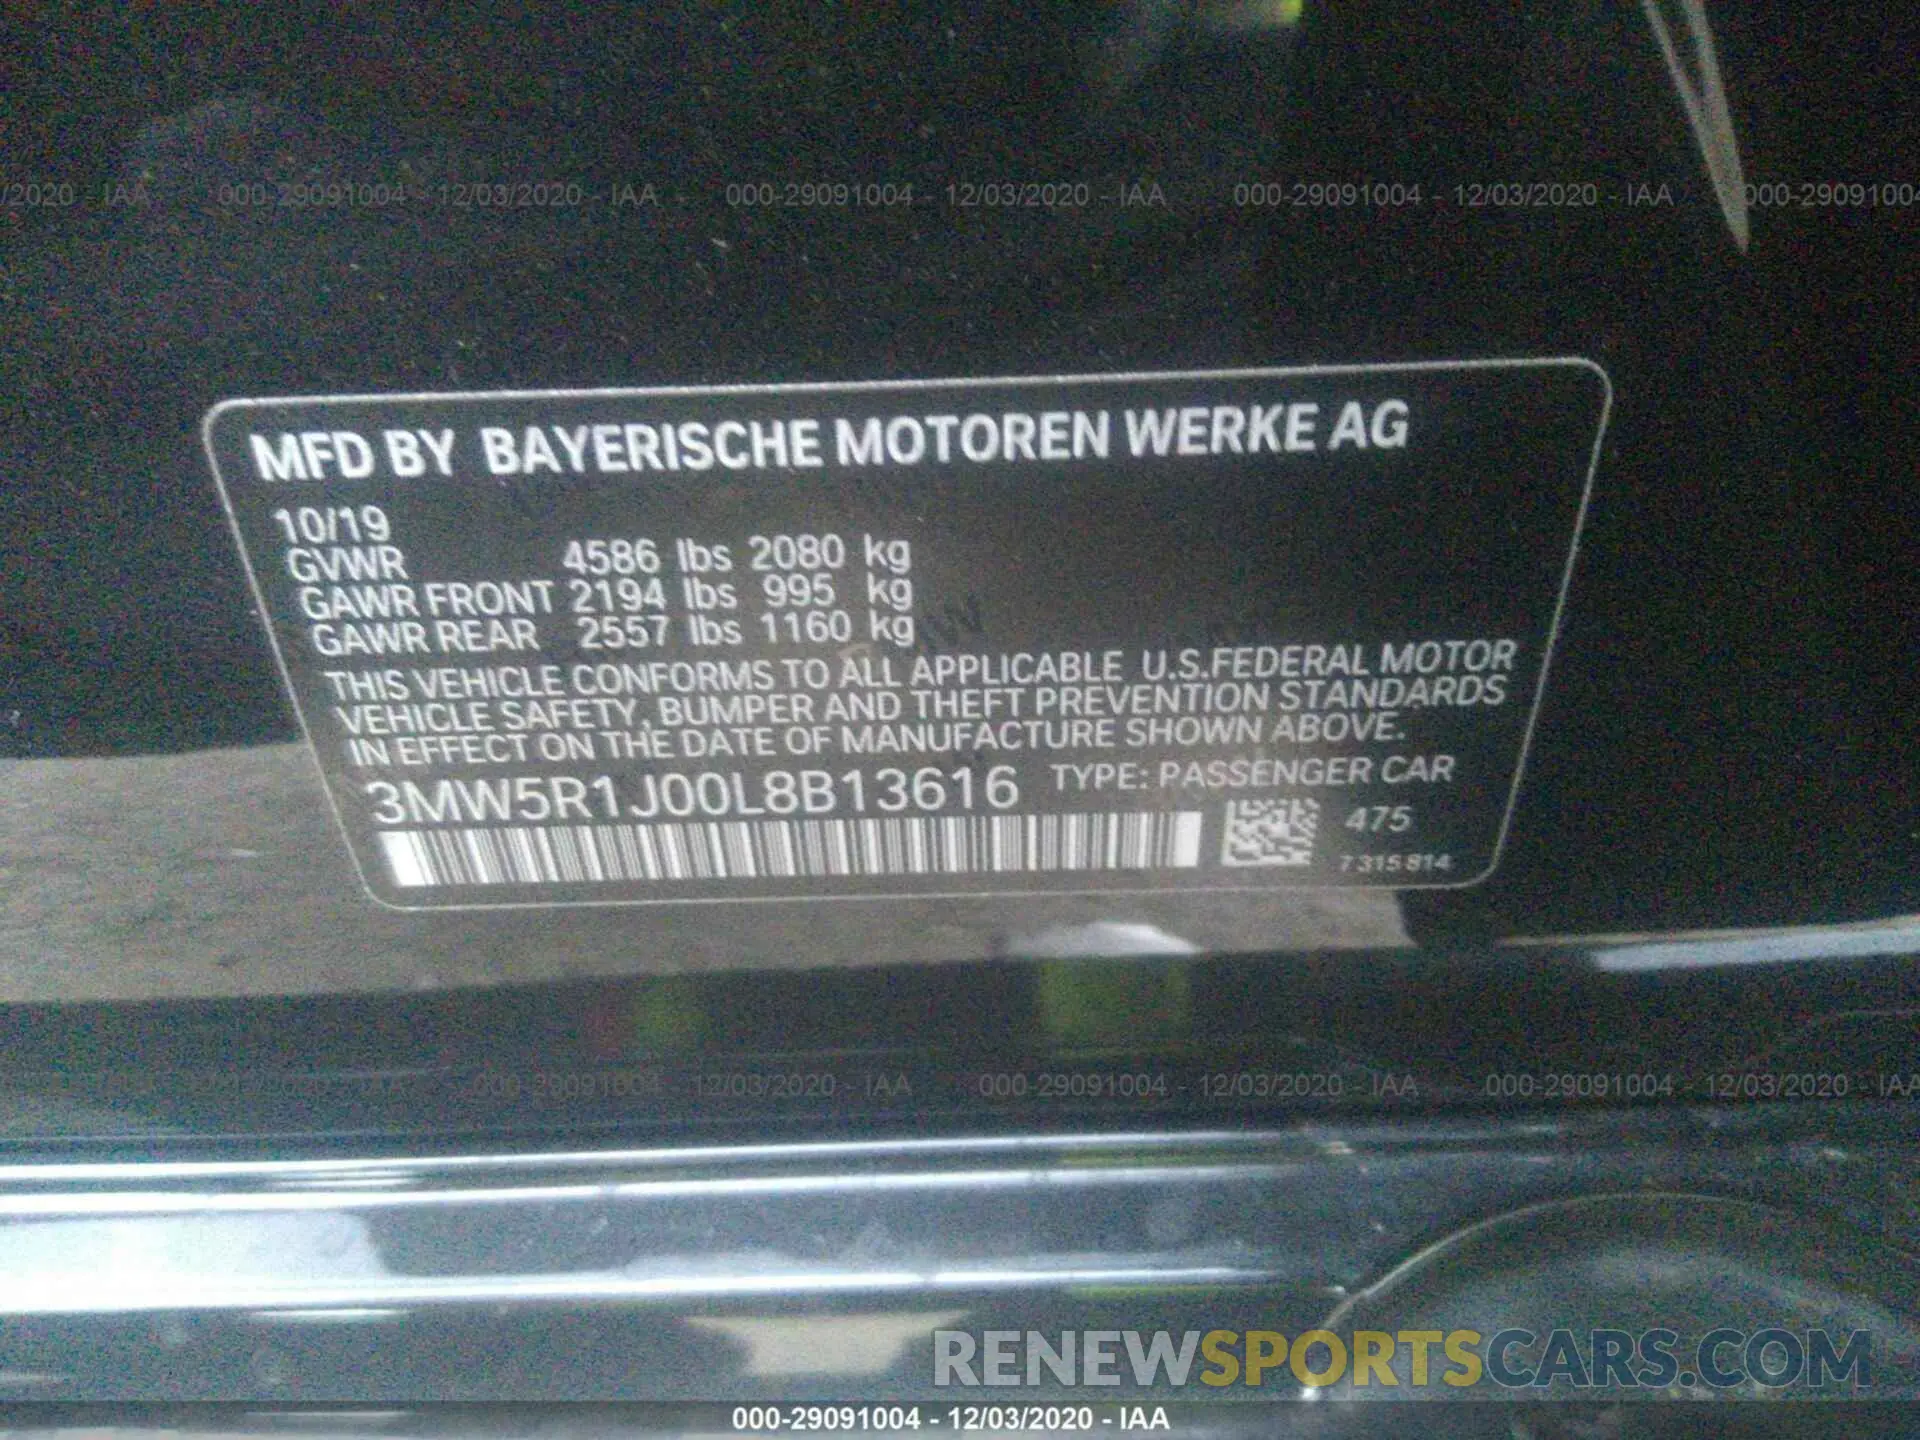 /2020 - IAA 000-29091004 - 12/03/2020 - IAA 000-29091004 - 12/03/2020 - IAA 000-29091004 - 12/03/2020 - IAA 000-29091004
MFD BY BAYERISCHE MOTOREN WERKE AG
10/19
GVWR 4586 lbs 2080 kg
GAWR FRONT 2194 lbs 995 kg
GAWR REAR 2557 lbs 1160 kg
THIS VEHICLE CONFORMS TO ALL APPLICABLE U.S.FEDERAL MOTOR
VEHICLE SAFETY, BUMPER AND THEFT PREVENTION STANDARDS
IN EFFECT ON THE DATE OF MANUFACTURE SHOWN ABOVE.
3MW5R1J00L8B13616 TYPE: PASSENGER CAR
475
7315814
000-29091004 - 12/03/2020 - IAA 000-29091004 - 12/03/2020 - IAA 000-29091004 - 12/03/2020 - IAA
RENEWSPORTSCARS.COM
000-29091004 - 12/03/2020 - IAA